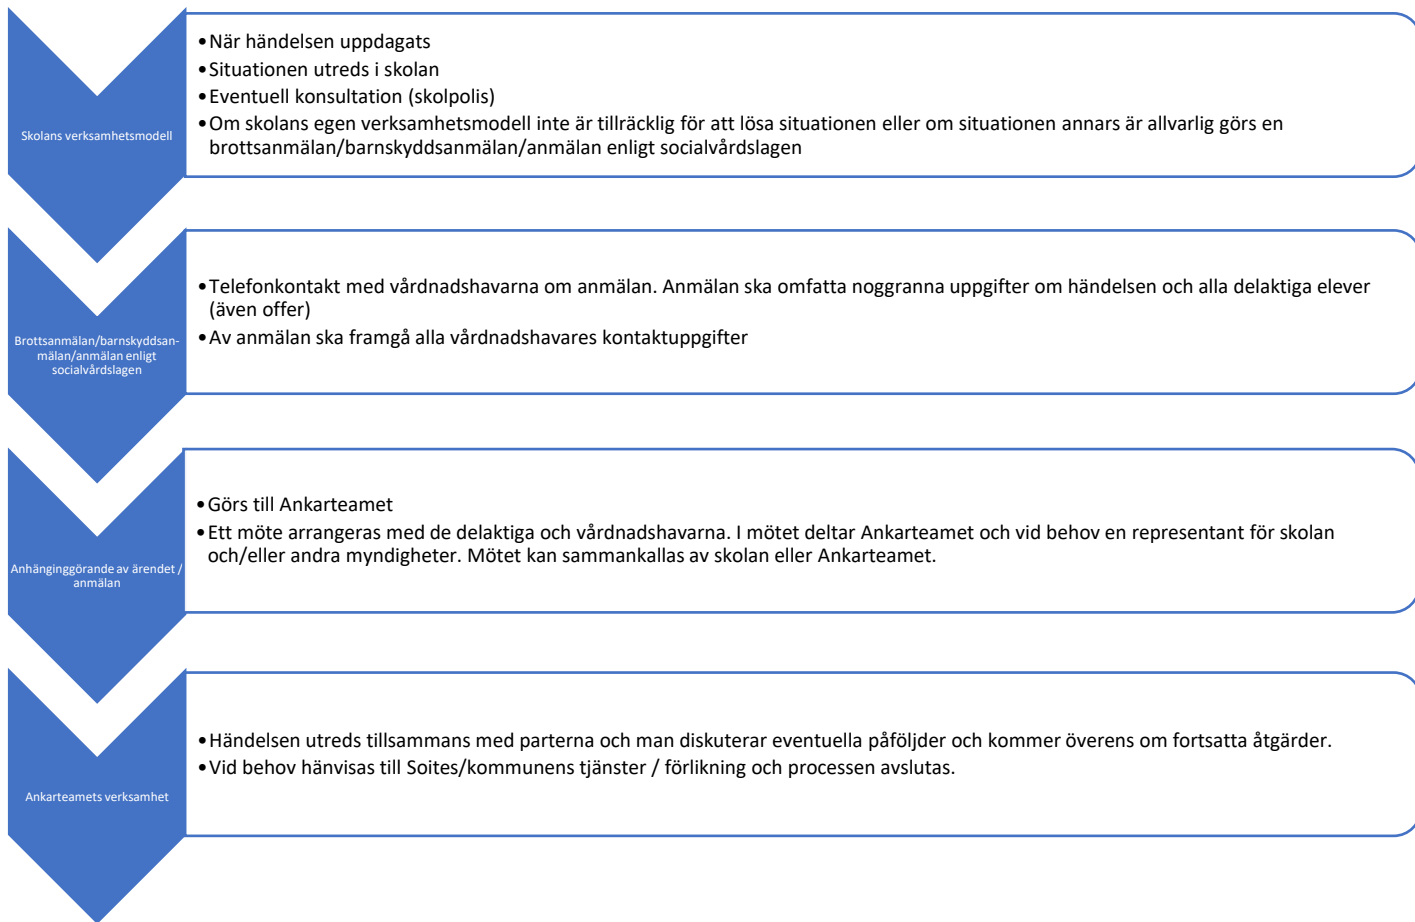 Skolans verksamhetsmodell
•När händelsen uppdagats
•Situationen utreds i skolan
•Eventuell konsultation (skolpolis)
•Om skolans egen verksamhetsmodell inte är tillräcklig för att lösa situationen eller om situationen annars är allvarlig görs en
brottsanmälan/barnskyddsanmälan/anmälan enligt socialvårdslagen
Brottsanmälan/barnskyddsan-
mälan/anmälan enligt
socialvårdslagen
•Telefonkontakt med vårdnadshavarna om anmälan. Anmälan ska omfatta noggranna uppgifter om händelsen och alla delaktiga elever
(även offer)
•Av anmälan ska framgå alla vårdnadshavares kontaktuppgifter
Anhänginggörande av ärendet /
anmälan
•Görs till Ankarteamet
•Ett möte arrangeras med de delaktiga och vårdnadshavarna. I mötet deltar Ankarteamet och vid behov en representant för skolan
och/eller andra myndigheter. Mötet kan sammankallas av skolan eller Ankarteamet.
Ankarteamets verksamhet
•Händelsen utreds tillsammans med parterna och man diskuterar eventuella påföljder och kommer överens om fortsatta åtgärder.
•Vid behov hänvisas till Soites/kommunens tjänster / förlikning och processen avslutas.